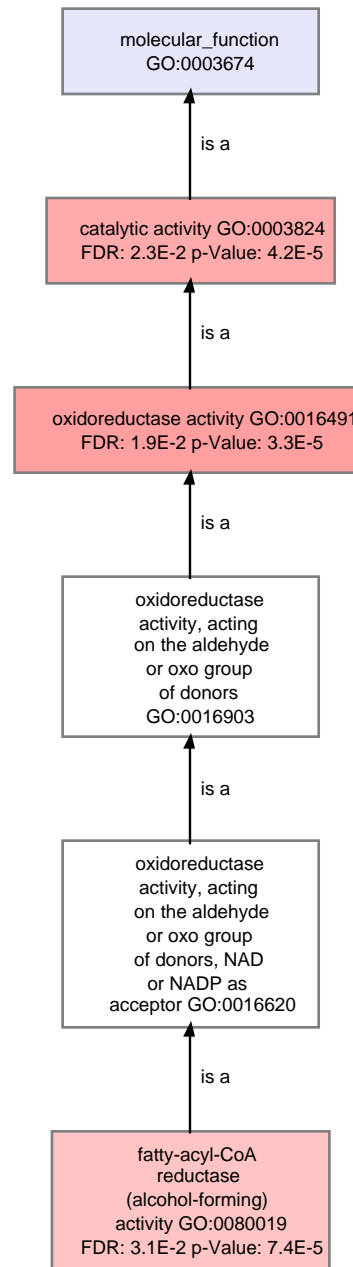 molecular_function
GO:0003674
is a
catalytic activity GO:0003824
FDR: 2.3E-2 p-Value: 4.2E-5
is a
oxidoreductase activity GO:0016491
FDR: 1.9E-2 p-Value: 3.3E-5
is a
oxidoreductase
activity, acting
on the aldehyde
or oxo group
of donors
GO:0016903
is a
oxidoreductase
activity, acting
on the aldehyde
or oxo group
of donors, NAD
or NADP as
acceptor GO:0016620
is a
fatty-acyl-CoA
reductase
(alcohol-forming)
activity GO:0080019
FDR: 3.1E-2 p-Value: 7.4E-5